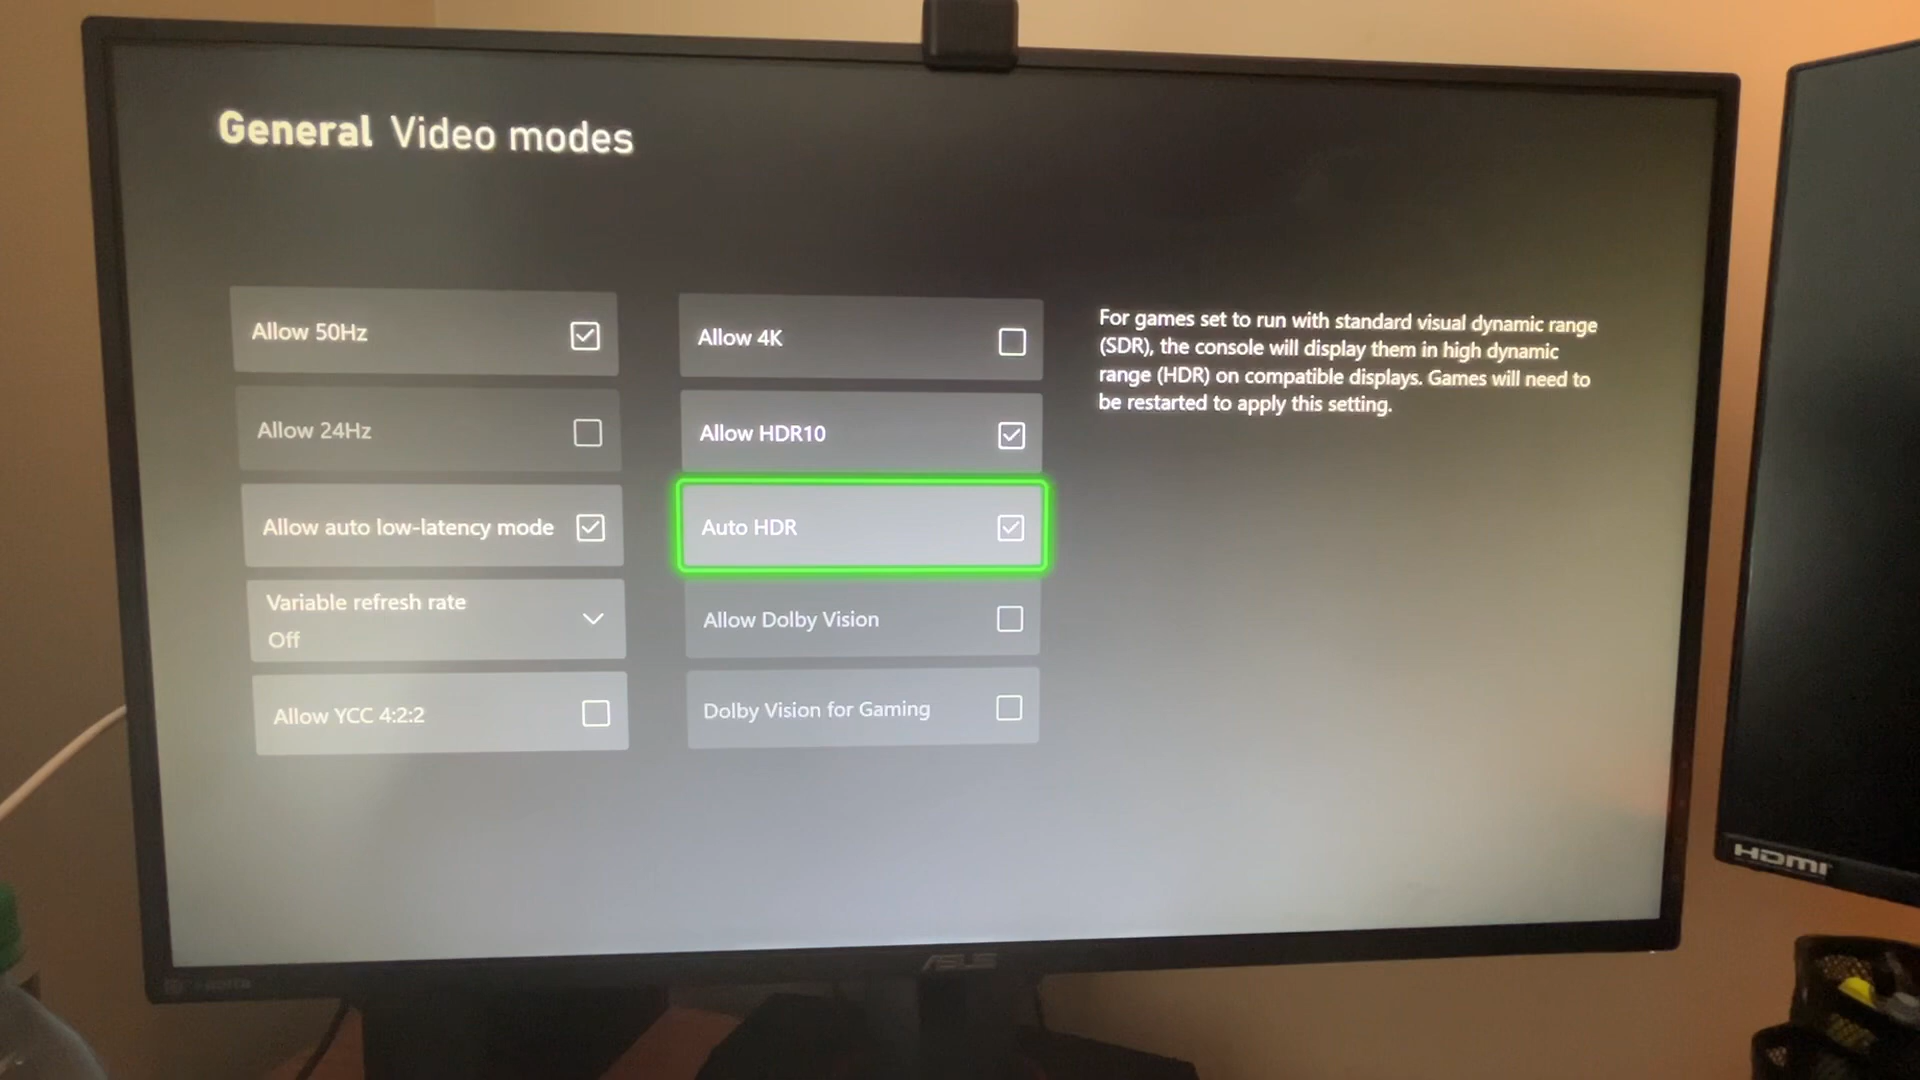 General Video modes
Allow 50Hz
Allow 24Hz
Allow auto low-latency mode
Variable refresh rate
Off
Allow YCC 4:2:2
Allow 4K
Allow HDR10
Auto HDR
Allow Dolby Vision
Dolby Vision for Gaming
For games set to run with standard visual dynamic range
(SDR), the console will display them in high dynamic
range (HDR) on compatible displays. Games will need to
be restarted to apply this setting.
ASUS
HDMI